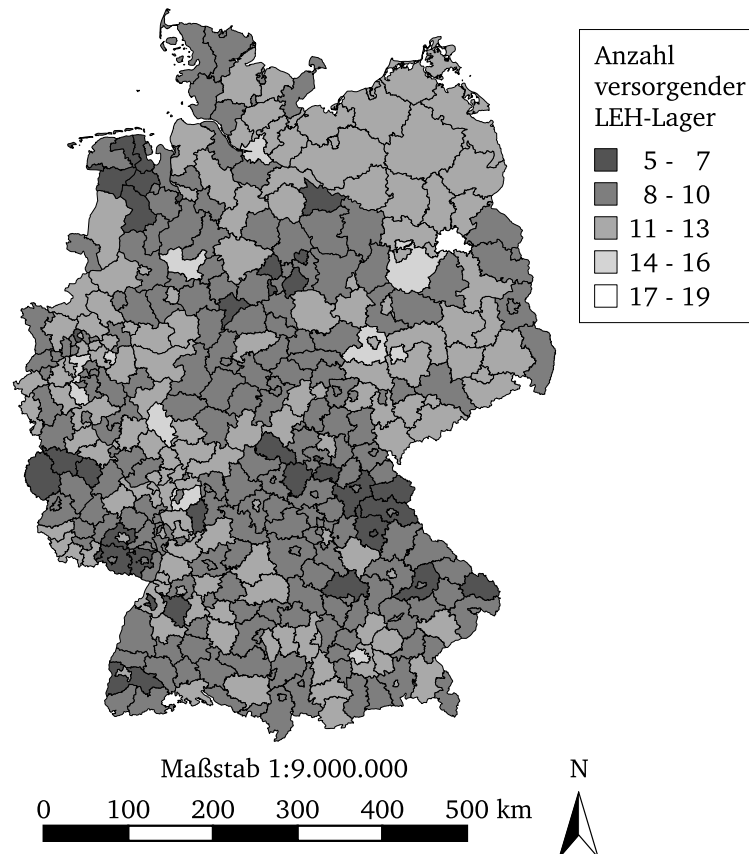 Anzahl
versorgender
LEH-Lager
5 - 7
8 - 10
11 - 13
14 - 16
17 - 19
Maßstab 1:9.000.000
N
0 100 200 300 400 500 km